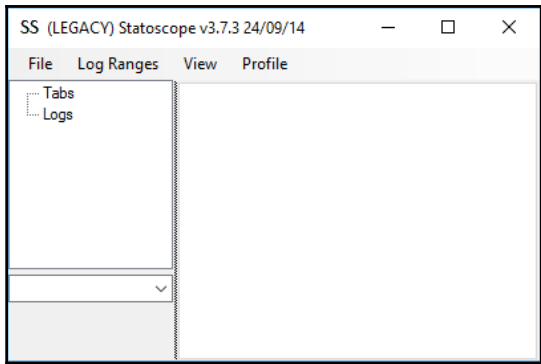 SS (LEGACY) Statoscope v3.7.3 24/09/14
File Log Ranges View Profile
Tabs
Logs